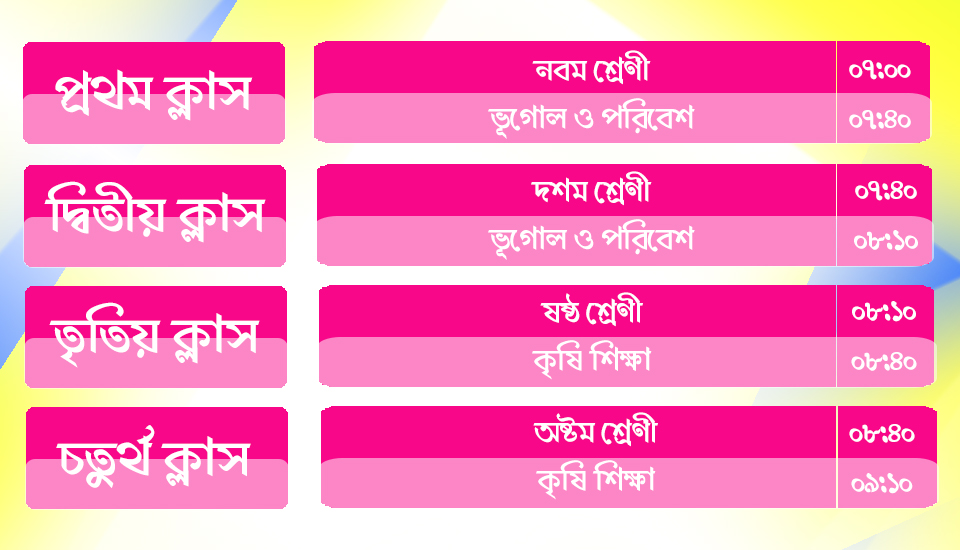 প্রথম ক্লাস
নবম শ্রেণী ০৭:০০
ভূগোল ও পরিবেশ ০৭:৪০
দ্বিতীয় ক্লাস
দশম শ্রেণী ০৭:৪০
ভূগোল ও পরিবেশ ০৮:১০
তৃতিয় ক্লাস
ষষ্ঠ শ্রেণী ০৮:১০
কৃষি শিক্ষা ০৮:৪০
চতুর্থ ক্লাস
অষ্টম শ্রেণী ০৮:৪০
কৃষি শিক্ষা ০৯:১০